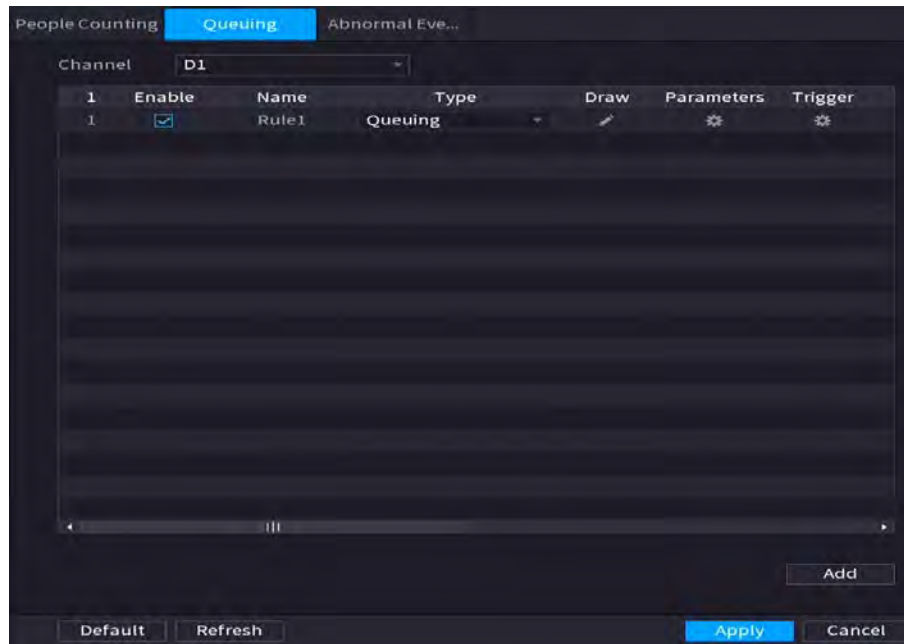 People Counting Queuing Abnormal Eve...
Channel D1
1 Enable Name Type Draw Parameters Trigger
1 Rule1 Queuing
Add
Default Refresh Apply Cancel